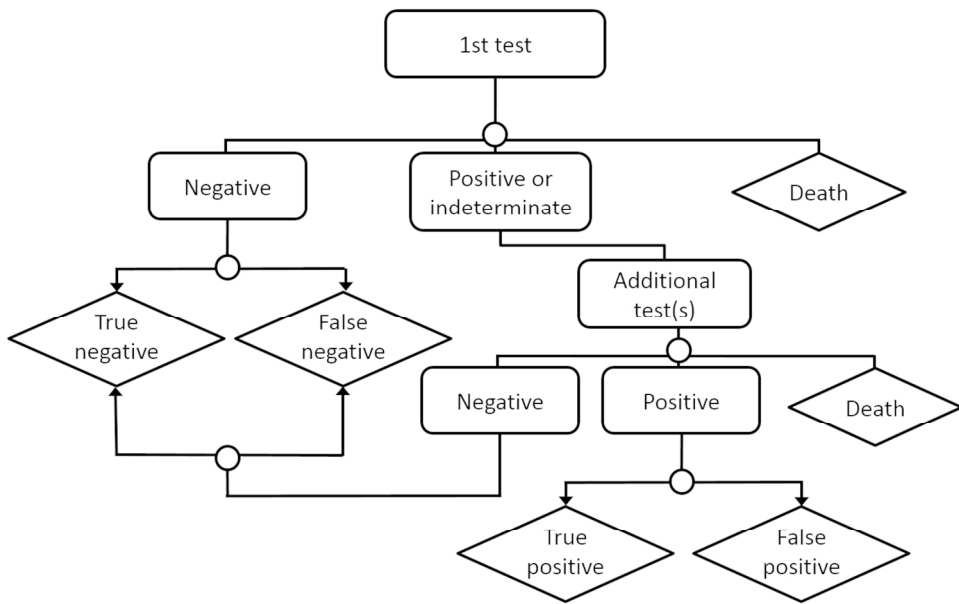 1st test
Negative
Positive or
indeterminate
Death
Additional
test(s)
True
negative
False
negative
Negative
Positive
Death
True
positive
False
positive